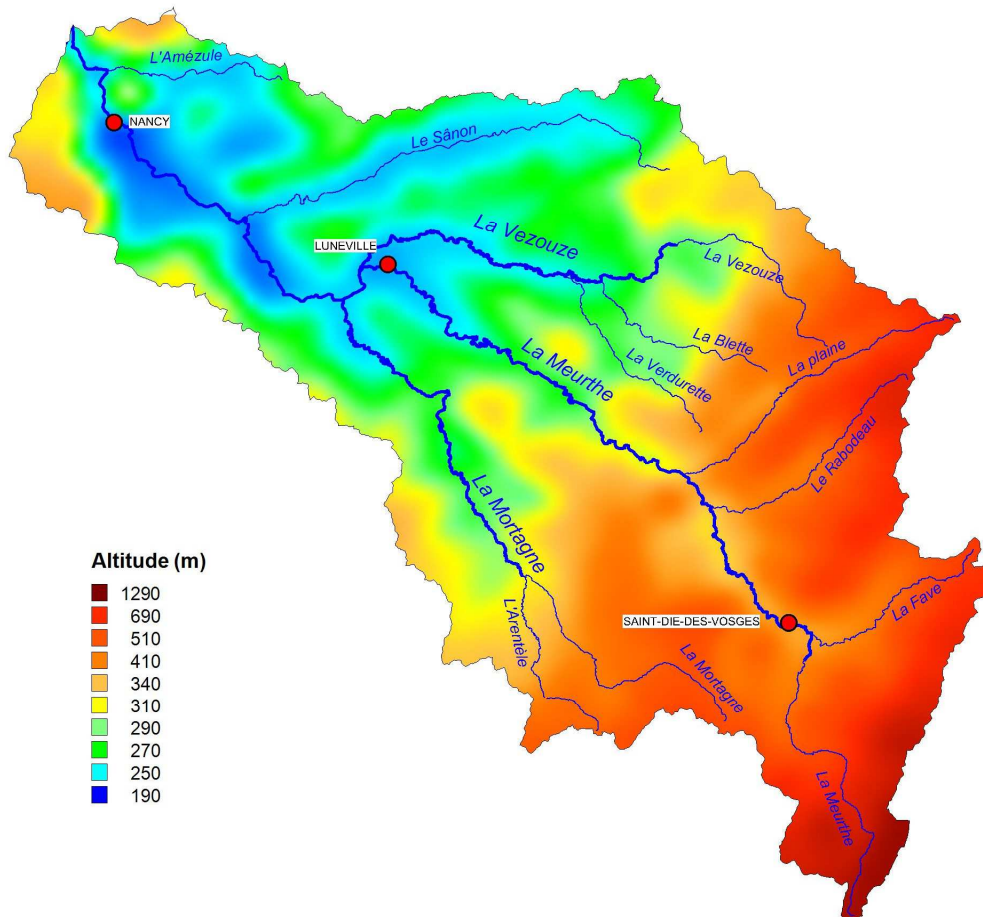 L'Amézule
NANCY
Le Sânon
La Vezouze
LUNEVILLE
La Vezouze
La Blette
La plaine
La Verdurette
La Meurthe
Le Rabodeau
La Mortagne
Altitude (m)
1290
690
510
410
340
310
290
270
250
190
L'Arentèle
La Fave
SAINT-DIE-DES-VOSGES
La Mortagne
La Meurthe